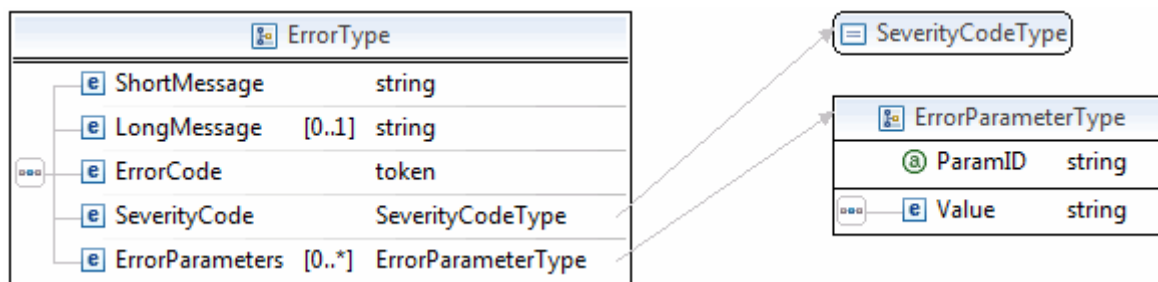 ErrorType
e ShortMessage string
e LongMessage [0..1] string
e ErrorCode token
e SeverityCode SeverityCodeType
e ErrorParameters [0..*] ErrorParameterType
SeverityCodeType
ErrorParameterType
a ParamID string
e Value string